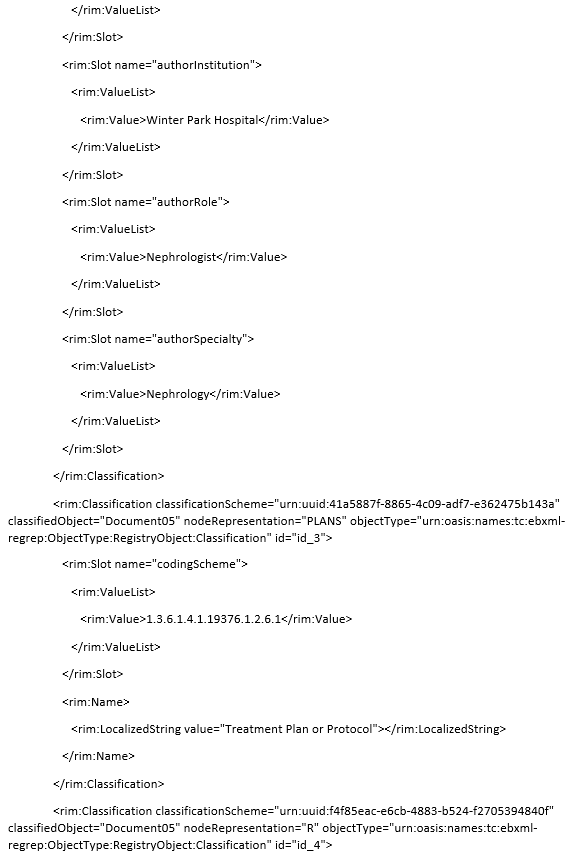 </rim:ValueList>
</rim:Slot>
<rim:Slot name="authorInstitution">
<rim:ValueList>
<rim:Value>Winter Park Hospital</rim:Value>
</rim:ValueList>
</rim:Slot>
<rim:Slot name="authorRole">
<rim:ValueList>
<rim:Value>Nephrologist</rim:Value>
</rim:ValueList>
</rim:Slot>
<rim:Slot name="authorSpecialty">
<rim:ValueList>
<rim:Value>Nephrology</rim:Value>
</rim:ValueList>
</rim:Slot>
</rim:Classification>
<rim:Classification classificationScheme="urn:uuid:41a5887f-8865-4c09-adf7-e362475b143a"
classifiedObject="Document05" nodeRepresentation="PLANS" objectType="urn:oasis:names:tc:ebxml-
regrep:ObjectType:RegistryObject:Classification" id="id_3">
<rim:Slot name="codingScheme">
<rim:ValueList>
<rim:Value>1.3.6.1.4.1.19376.1.2.6.1</rim:Value>
</rim:ValueList>
</rim:Slot>
<rim:Name>
<rim:LocalizedString value="Treatment Plan or Protocol"></rim:LocalizedString>
</rim:Name>
</rim:Classification>
<rim:Classification classificationScheme="urn:uuid:f4f85eac-e6cb-4883-b524-f2705394840f"
classifiedObject="Document05" nodeRepresentation="R" objectType="urn:oasis:names:tc:ebxml-
regrep:ObjectType:RegistryObject:Classification" id="id_4">